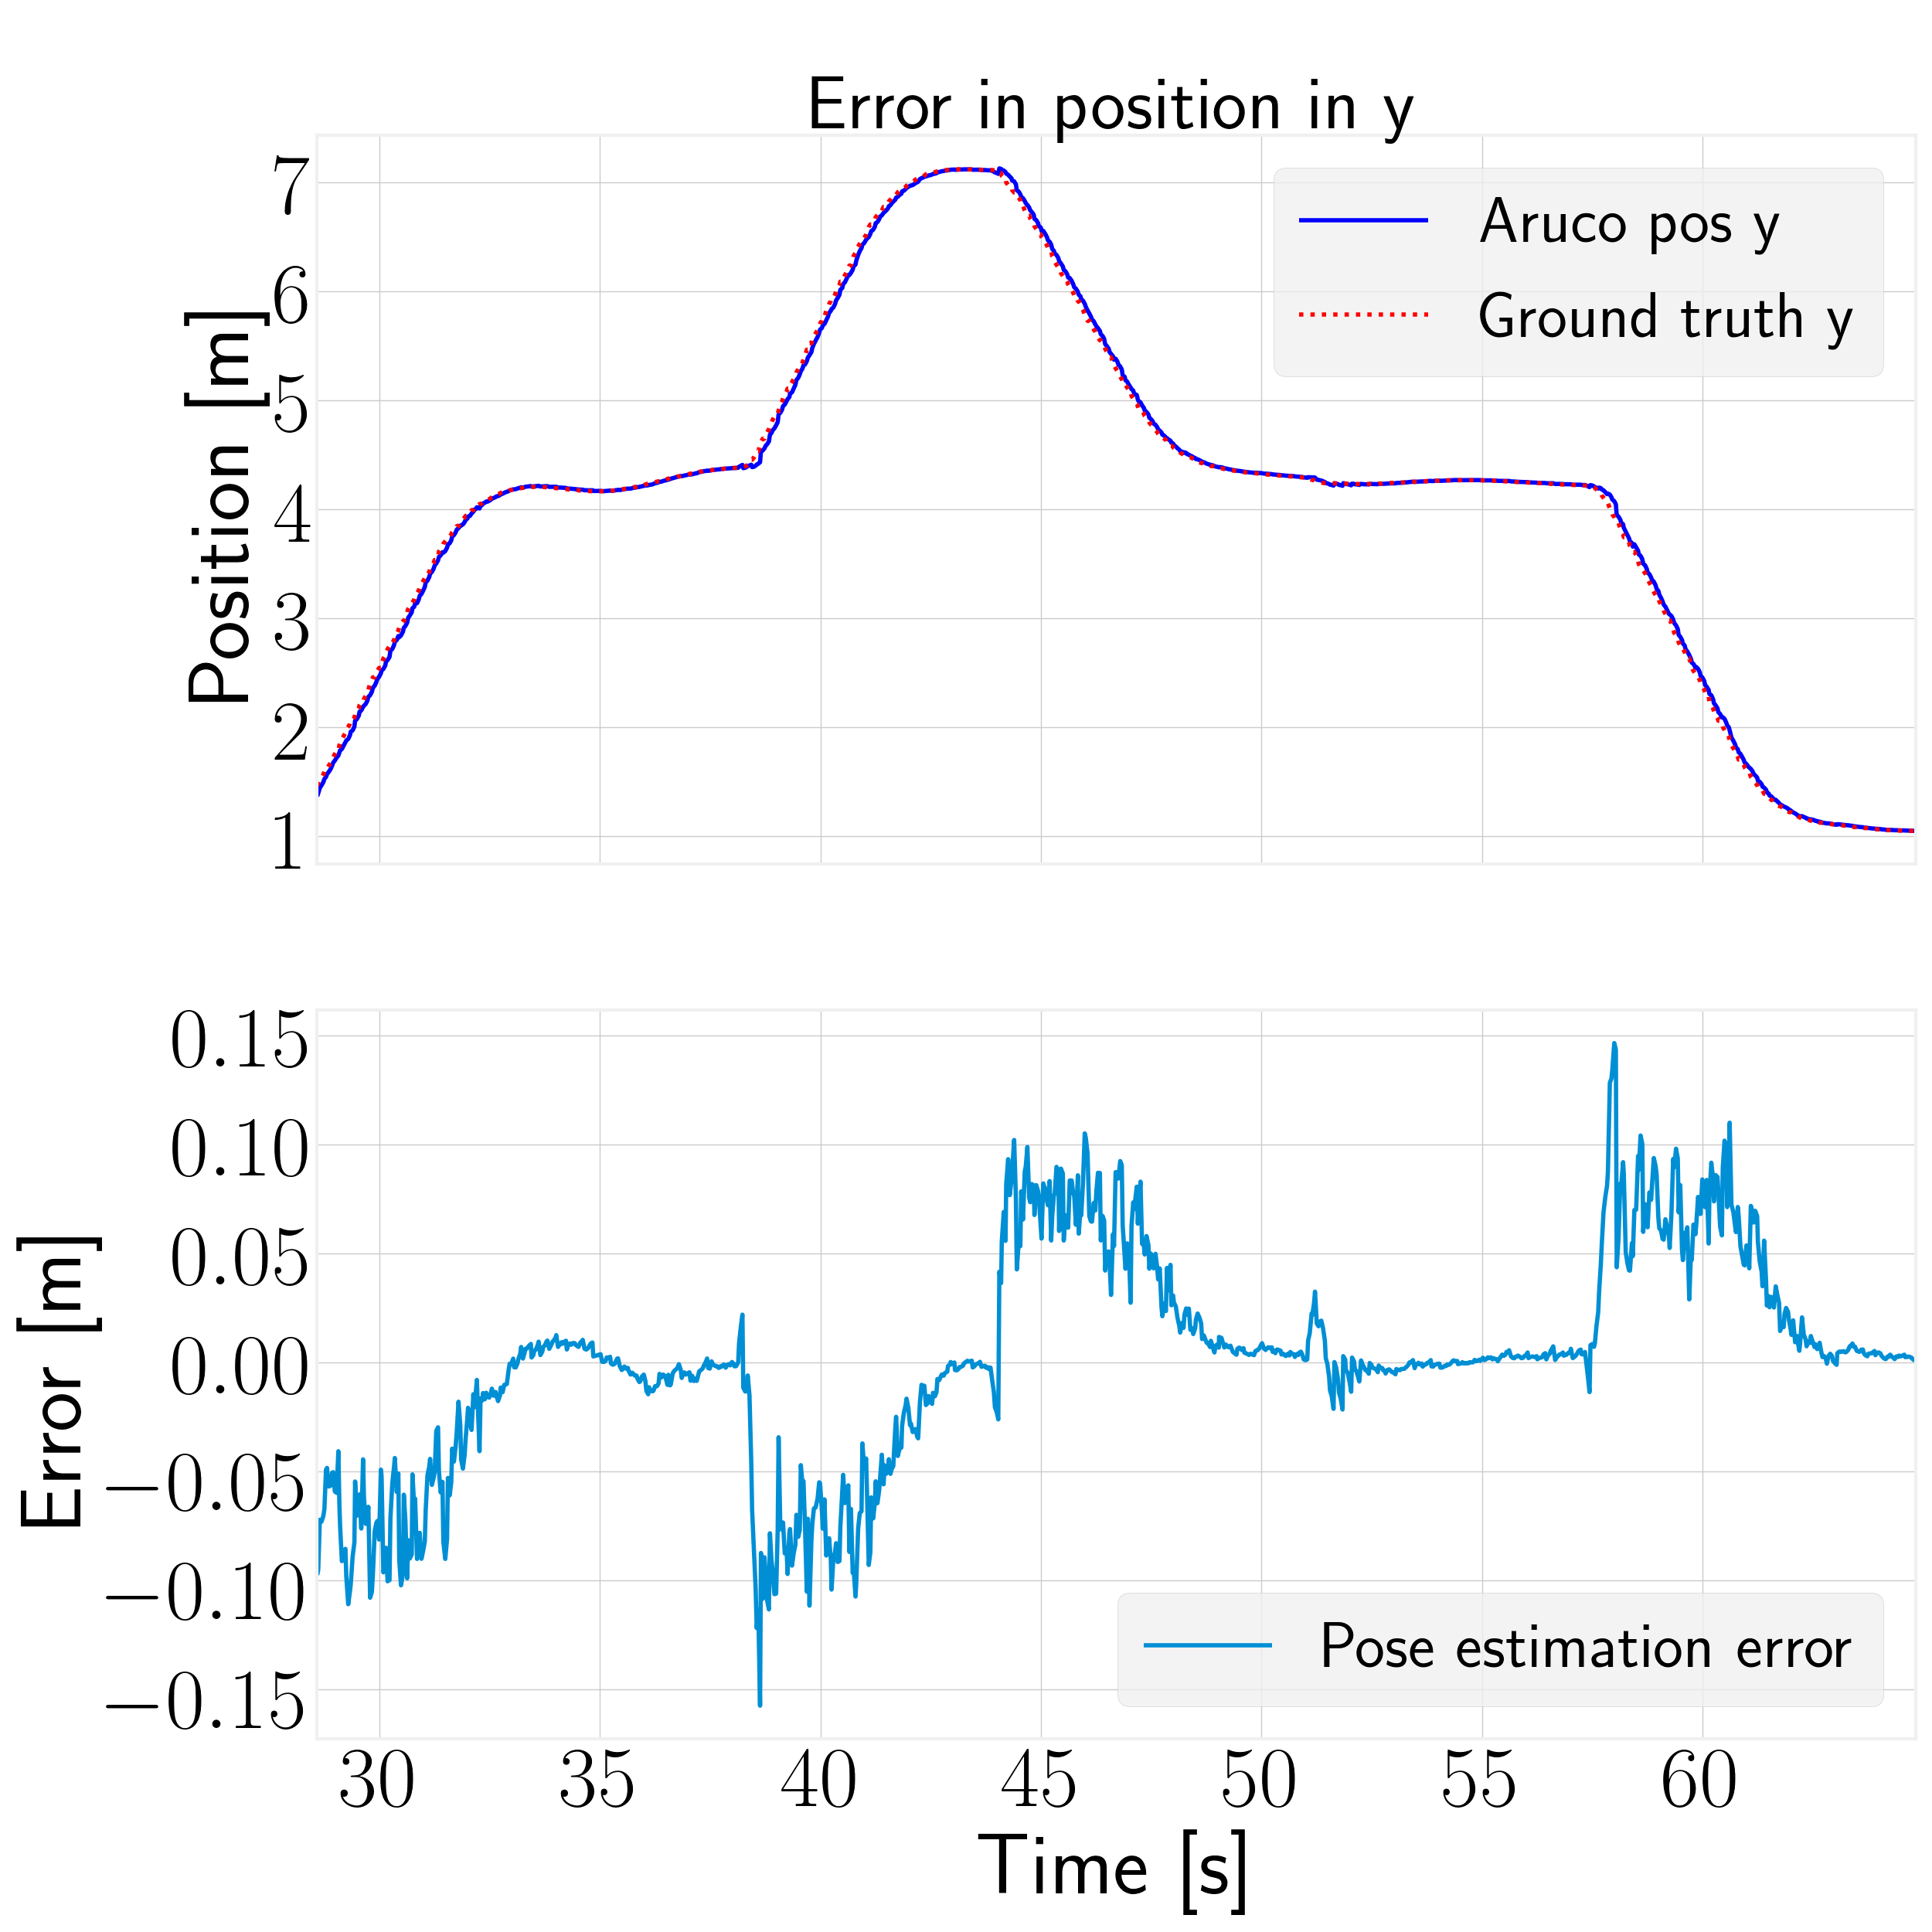 Error in position in y
Position [m]
7
6
5
4
3
2
1
Aruco pos y
Ground truth y
Error [m]
0.15
0.10
0.05
0.00
−0.05
−0.10
−0.15
Pose estimation error
30 35 40 45 50 55 60
Time [s]